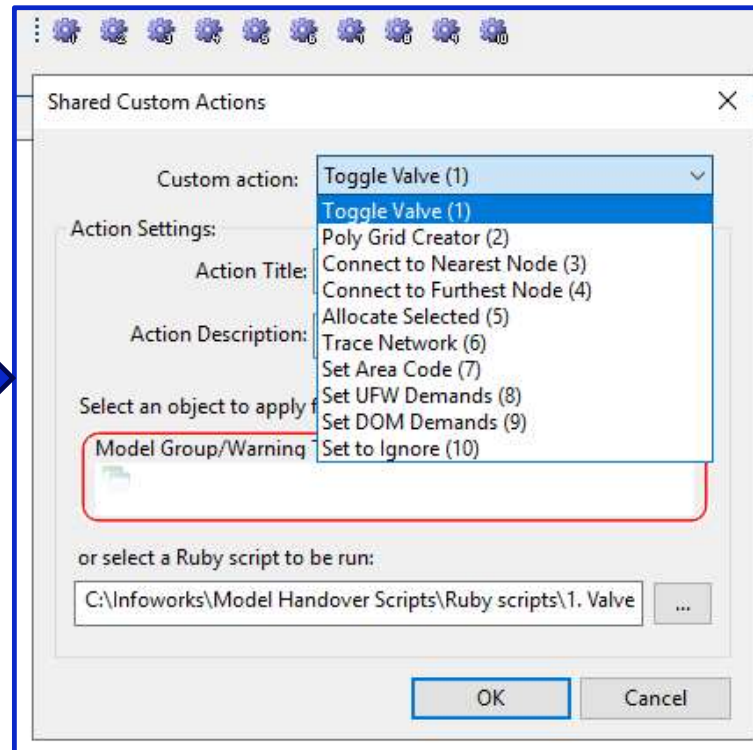 Shared Custom Actions
Custom action: Toggle Valve (1)
Toggle Valve (1)
Action Settings:
Poly Grid Creator (2)
Action Title:
Connect to Nearest Node (3)
Connect to Furthest Node (4)
Allocate Selected (5)
Action Description:
Trace Network (6)
Set Area Code (7)
Set UFW Demands (8)
Select an object to apply f
Set DOM Demands (9)
Model Group/Warning
Set to Ignore (10)
or select a Ruby script to be run:
C:\Infoworks\Model Handover Scripts\Ruby scripts\1. Valve ...
OK Cancel